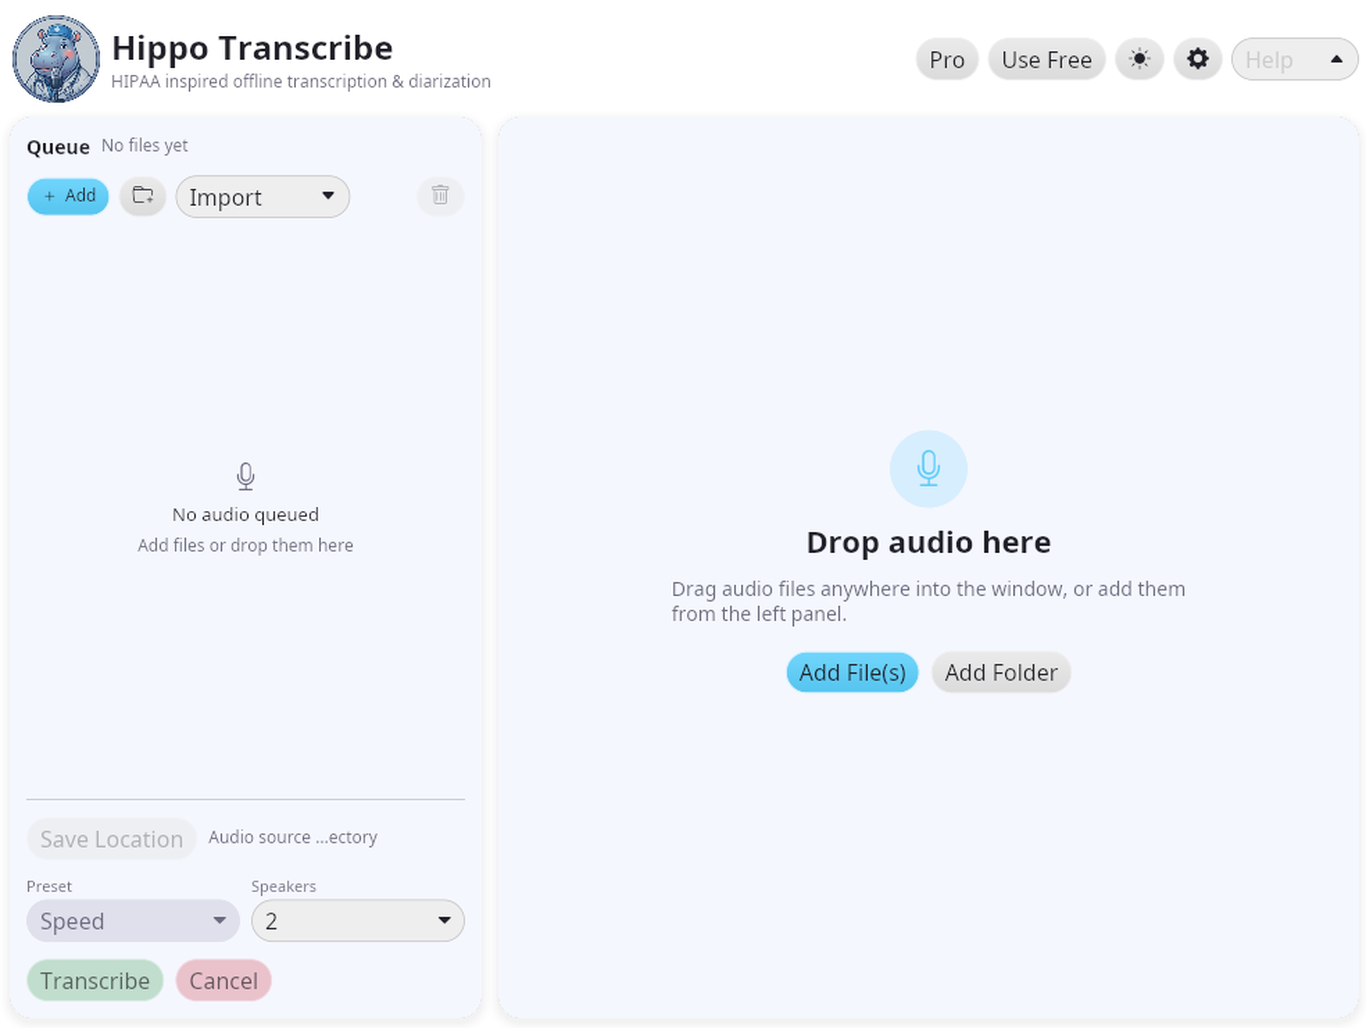 Hippo Transcribe
HIPAA inspired offline transcription & diarization
Pro
Use Free
Help
Queue No files yet
+ Add
Import
No audio queued
Add files or drop them here
Drop audio here
Drag audio files anywhere into the window, or add them
from the left panel.
Add File(s)
Add Folder
Save Location Audio source ...ectory
Preset
Speakers
Speed
2
Transcribe
Cancel